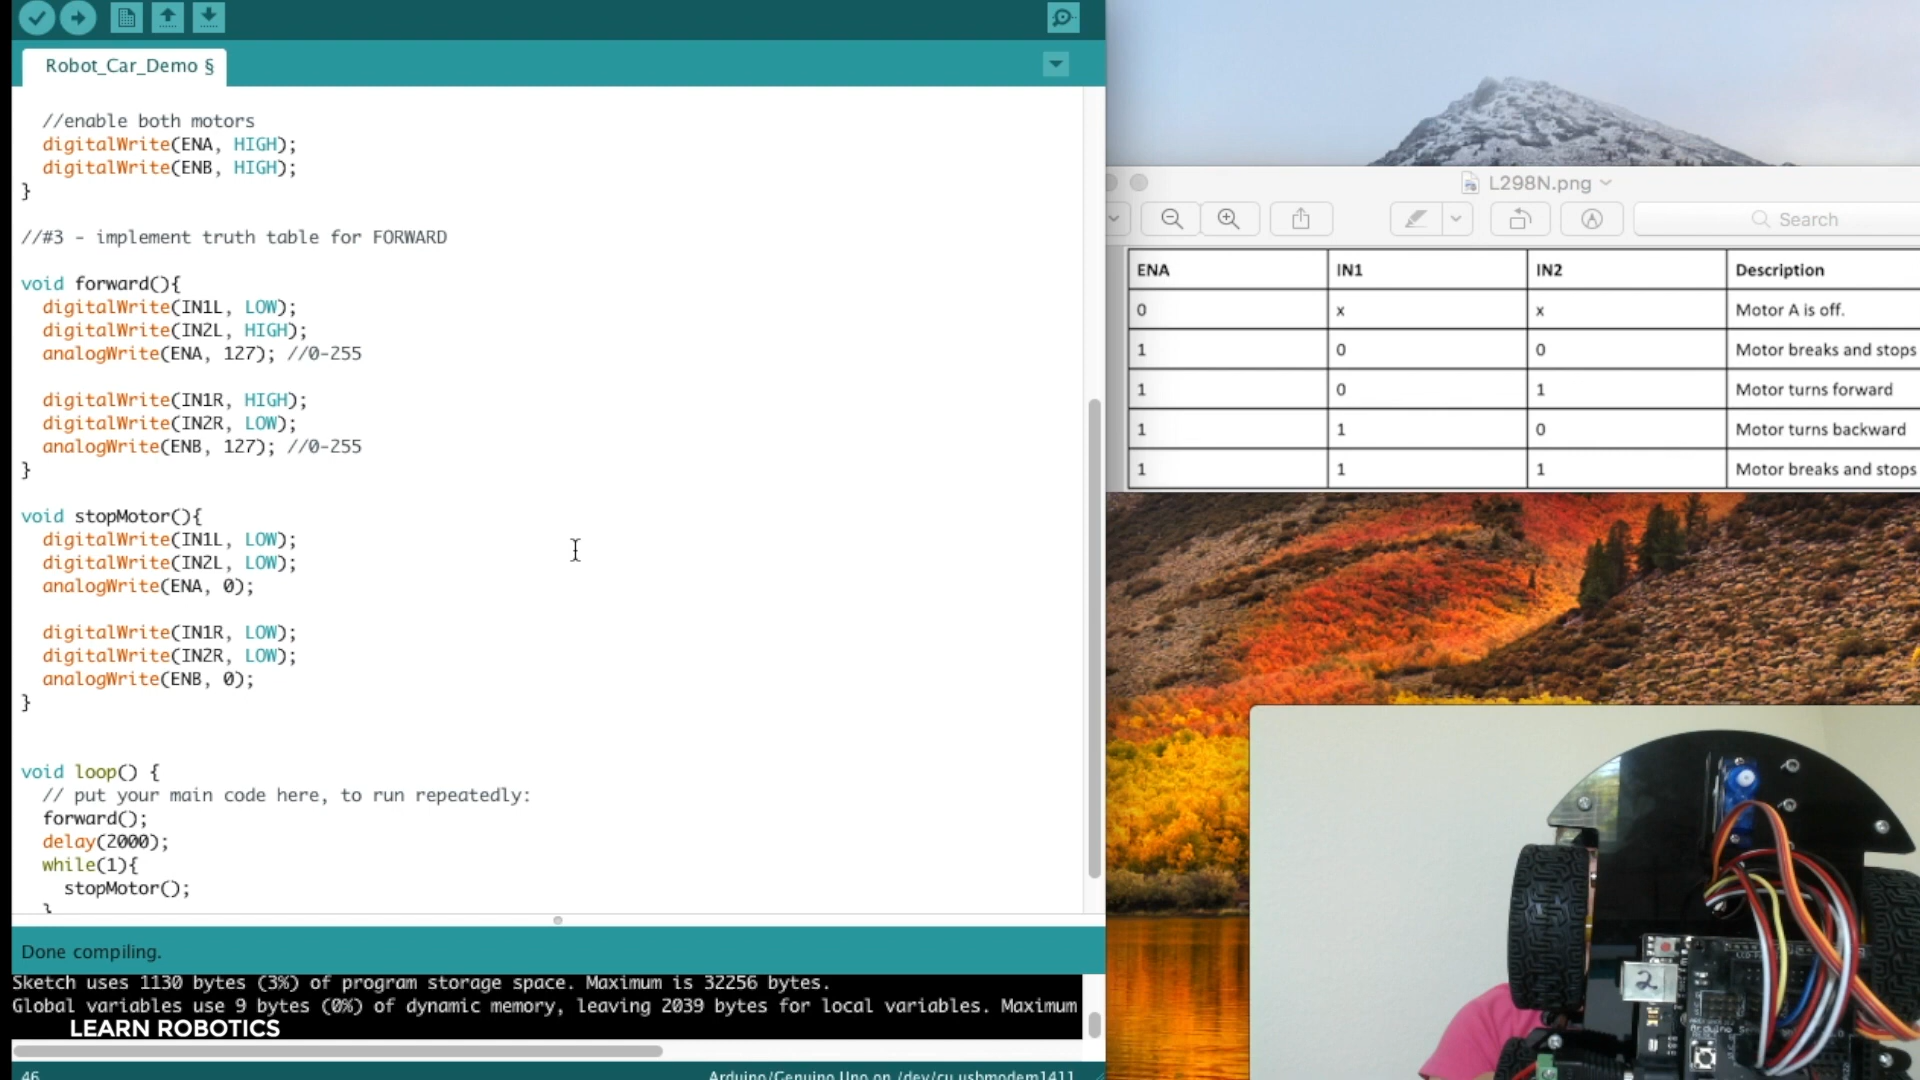 Robot_Car_Demo §
//enable both motors
digitalWrite(ENA, HIGH);
digitalWrite(ENB, HIGH);
}
//#3 - implement truth table for FORWARD
void forward(){
digitalWrite(IN1L, LOW);
digitalWrite(IN2L, HIGH);
analogWrite(ENA, 127); //0-255
digitalWrite(IN1R, HIGH);
digitalWrite(IN2R, LOW);
analogWrite(ENB, 127); //0-255
}
void stopMotor(){
digitalWrite(IN1L, LOW);
digitalWrite(IN2L, LOW);
analogWrite(ENA, 0);
digitalWrite(IN1R, LOW);
digitalWrite(IN2R, LOW);
analogWrite(ENB, 0);
}
void loop() {
// put your main code here, to run repeatedly:
forward();
delay(2000);
while(1){
stopMotor();
}
Done compiling.
Sketch uses 1130 bytes (3%) of program storage space. Maximum is 32256 bytes.
Global variables use 9 bytes (0%) of dynamic memory, leaving 2039 bytes for local variables. Maximum
LEARN ROBOTICS
46
Arduino/Genuino Uno on /dev/cu.usbmodem1411
L298N.png
Search
ENA IN1 IN2 Description
0 x x Motor A is off.
1 0 0 Motor breaks and stops
1 0 1 Motor turns forward
1 1 0 Motor turns backward
1 1 1 Motor breaks and stops
2